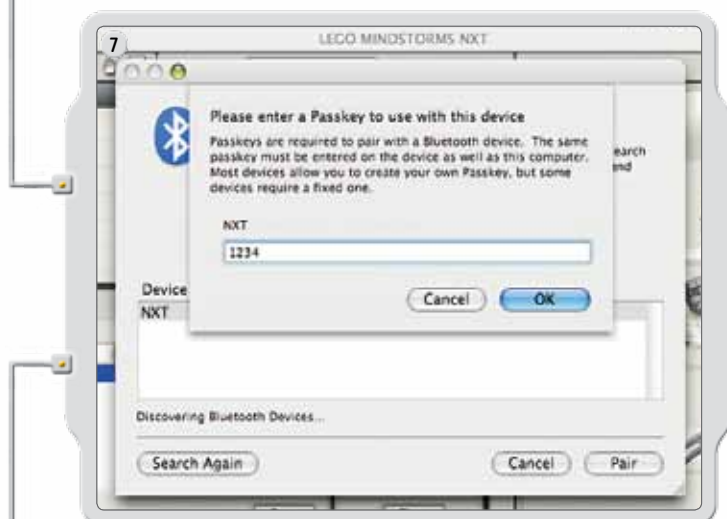 7
LEGO MINDSTORMS NXT
Please enter a Passkey to use with this device
Passkeys are required to pair with a Bluetooth device. The same
passkey must be entered on the device as well as this computer.
Most devices allow you to create your own Passkey, but some
devices require a fixed one.
earch
end
NXT
1234
Cancel OK
Device
NXT
Discovering Bluetooth Devices...
Search Again Cancel Pair